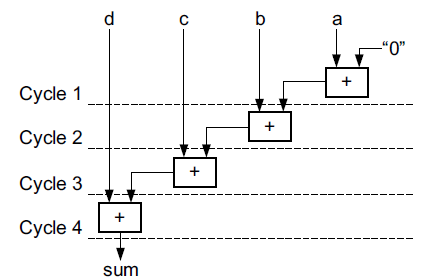 d c b a
“0”
+
Cycle 1
+
Cycle 2
+
Cycle 3
+
Cycle 4
sum